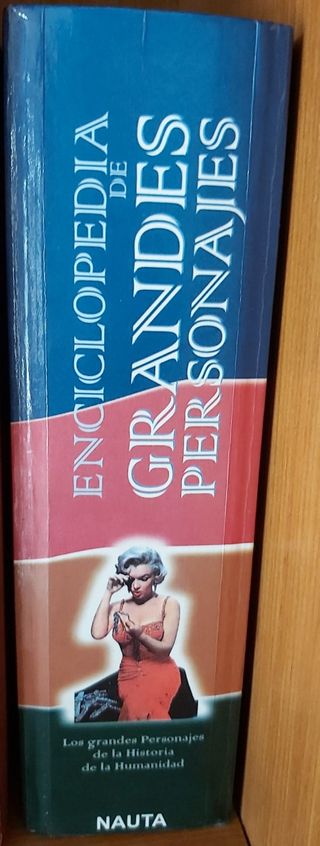 ENCICLOPEDIA
DE
GRANDES
PERSONAJES
Los grandes Personajes
de la Historia
de la Humanidad
NAUTA